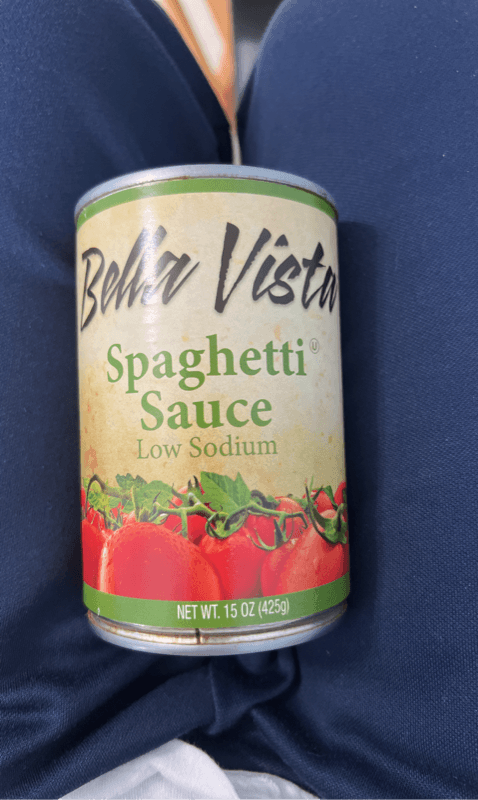 Bella Vista
Spaghetti
Sauce
Low Sodium
NET WT. 15 OZ (425g)